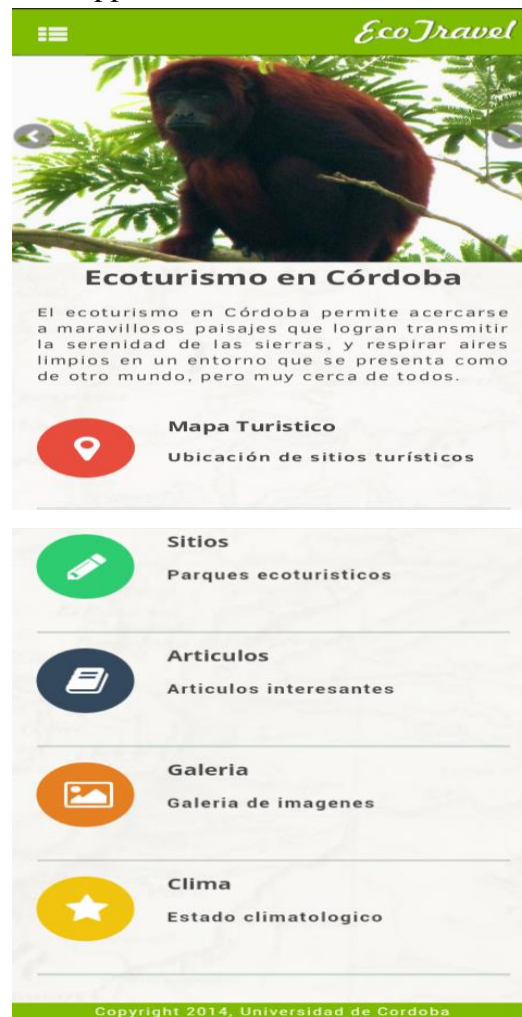 EcoTravel
Ecoturismo en Córdoba
El ecoturismo en Córdoba permite acercarse
a maravillosos paisajes que logran transmitir
la serenidad de las sierras, y respirar aires
limpios en un entorno que se presenta como
de otro mundo, pero muy cerca de todos.
Mapa Turistico
Ubicación de sitios turísticos
Sitios
Parques ecoturisticos
Articulos
Articulos interesantes
Galeria
Galeria de imagenes
Clima
Estado climatologico
Copyright 2014, Universidad de Cordoba